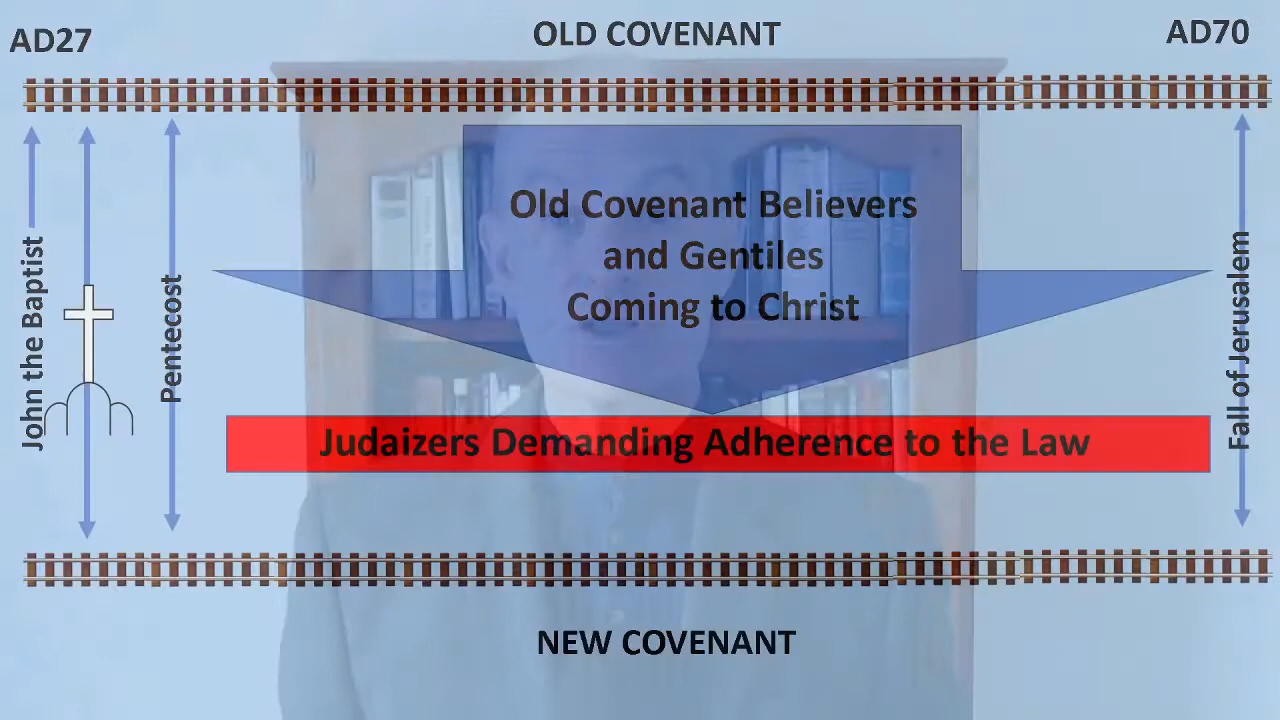 AD27
OLD COVENANT
AD70
John the Baptist
Pentecost
Old Covenant Believers
and Gentiles
Coming to Christ
Fall of Jerusalem
Judaizers Demanding Adherence to the Law
NEW COVENANT